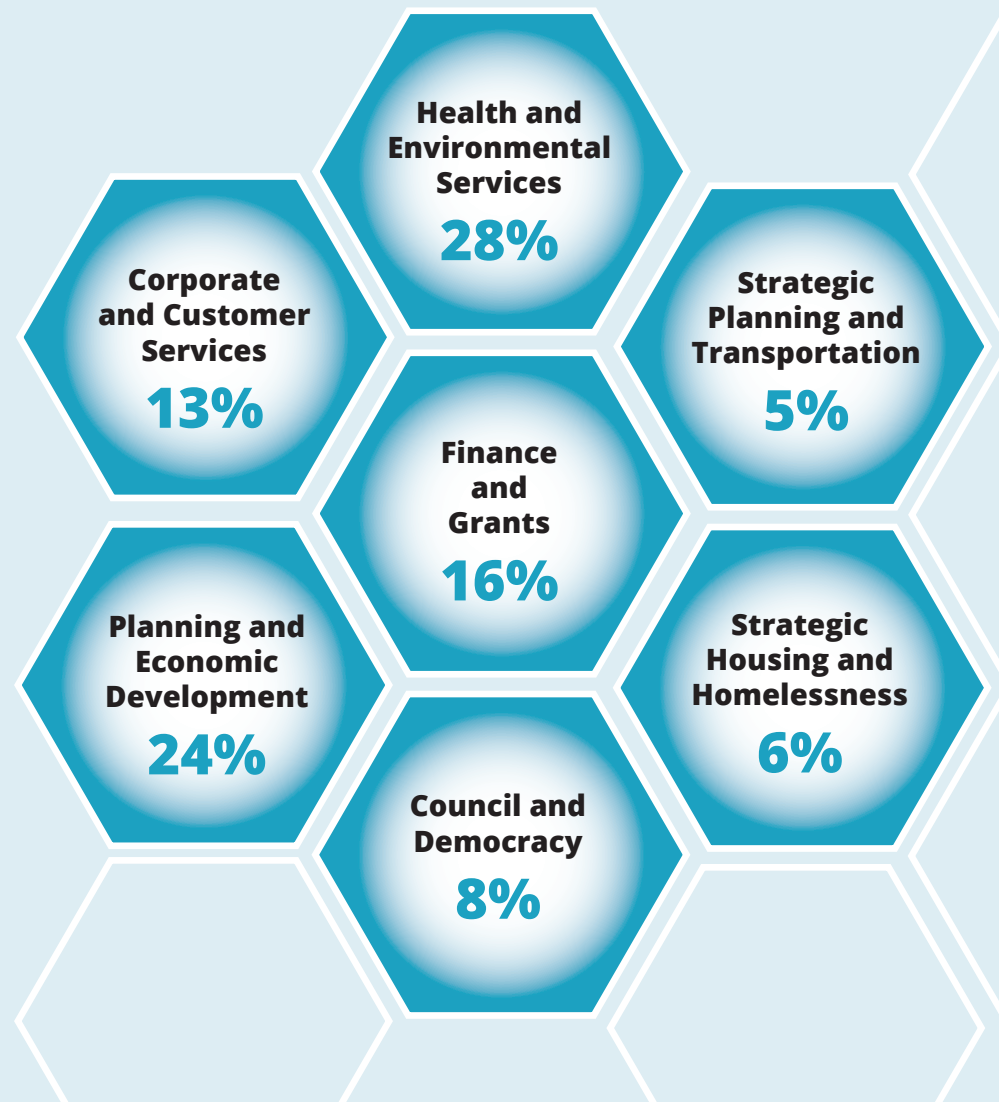 Health and
Environmental
Services
28%
Corporate
and Customer
Services
13%
Strategic
Planning and
Transportation
5%
Finance
and
Grants
16%
Planning and
Economic
Development
24%
Strategic
Housing and
Homelessness
6%
Council and
Democracy
8%